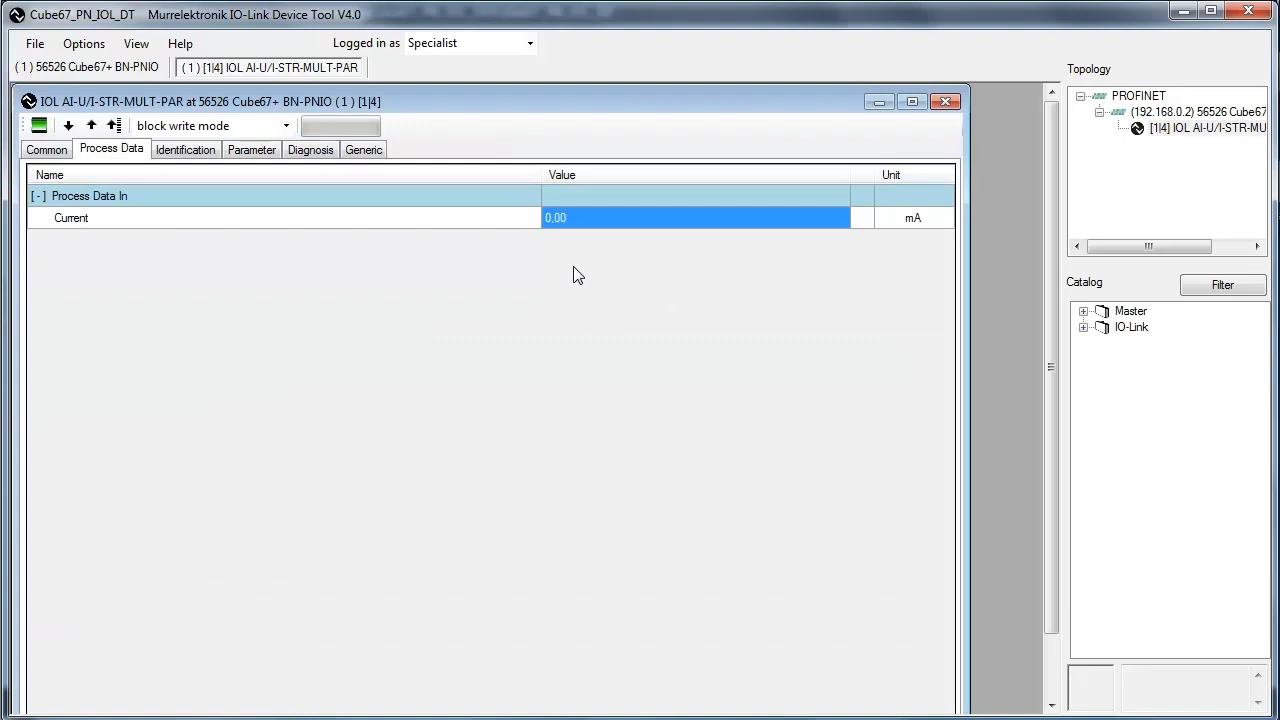 Cube67_PN_IOL_DT Murrelektronik IO-Link Device Tool V4.0
File Options View Help Logged in as Specialist
( 1 ) 56526 Cube67+ BN-PNIO ( 1 ) [1|4] IOL AI-U/I-STR-MULT-PAR
IOL AI-U/I-STR-MULT-PAR at 56526 Cube67+ BN-PNIO ( 1 ) [1|4]
block write mode
Common Process Data Identification Parameter Diagnosis Generic
Name Value Unit
[ - ] Process Data In
Current 0.00 mA
Topology
PROFINET
(192.168.0.2) 56526 Cube67
[1|4] IOL AI-U/I-STR-MU
Catalog Filter
Master
IO-Link